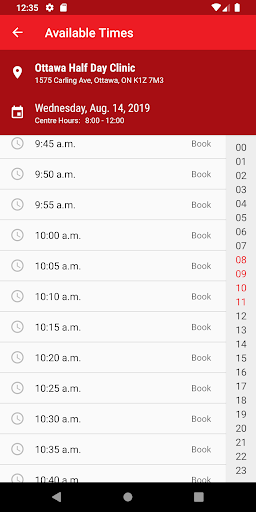 12:35
Available Times
Ottawa Half Day Clinic
1575 Carling Ave, Ottawa, ON K1Z 7M3
Wednesday, Aug. 14, 2019
Centre Hours: 8:00 - 12:00
9:45 a.m. Book
9:50 a.m. Book
9:55 a.m. Book
10:00 a.m. Book
10:05 a.m. Book
10:10 a.m. Book
10:15 a.m. Book
10:20 a.m. Book
10:25 a.m. Book
10:30 a.m. Book
10:35 a.m. Book
10:40 a.m. Book
00
01
02
03
04
05
06
07
08
09
10
11
12
13
14
15
16
17
18
19
20
21
22
23